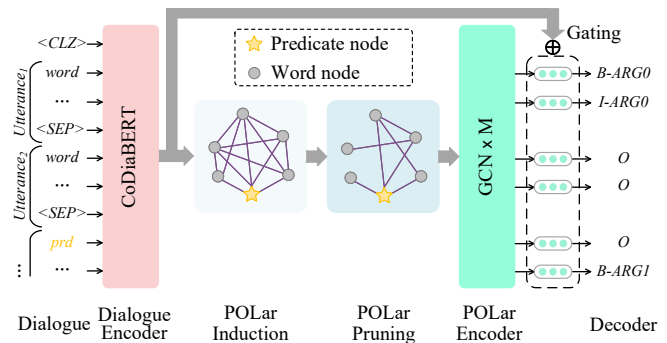 <CLZ>
Utterance1
word
...
<SEP>
Utterance2
word
...
<SEP>
prd
...
...
CoDiaBERT
Predicate node
Word node
GCN x M
Gating
B-ARG0
I-ARG0
O
O
O
B-ARG1
Dialogue
Dialogue
Encoder
POLar
Induction
POLar
Pruning
POLar
Encoder
Decoder